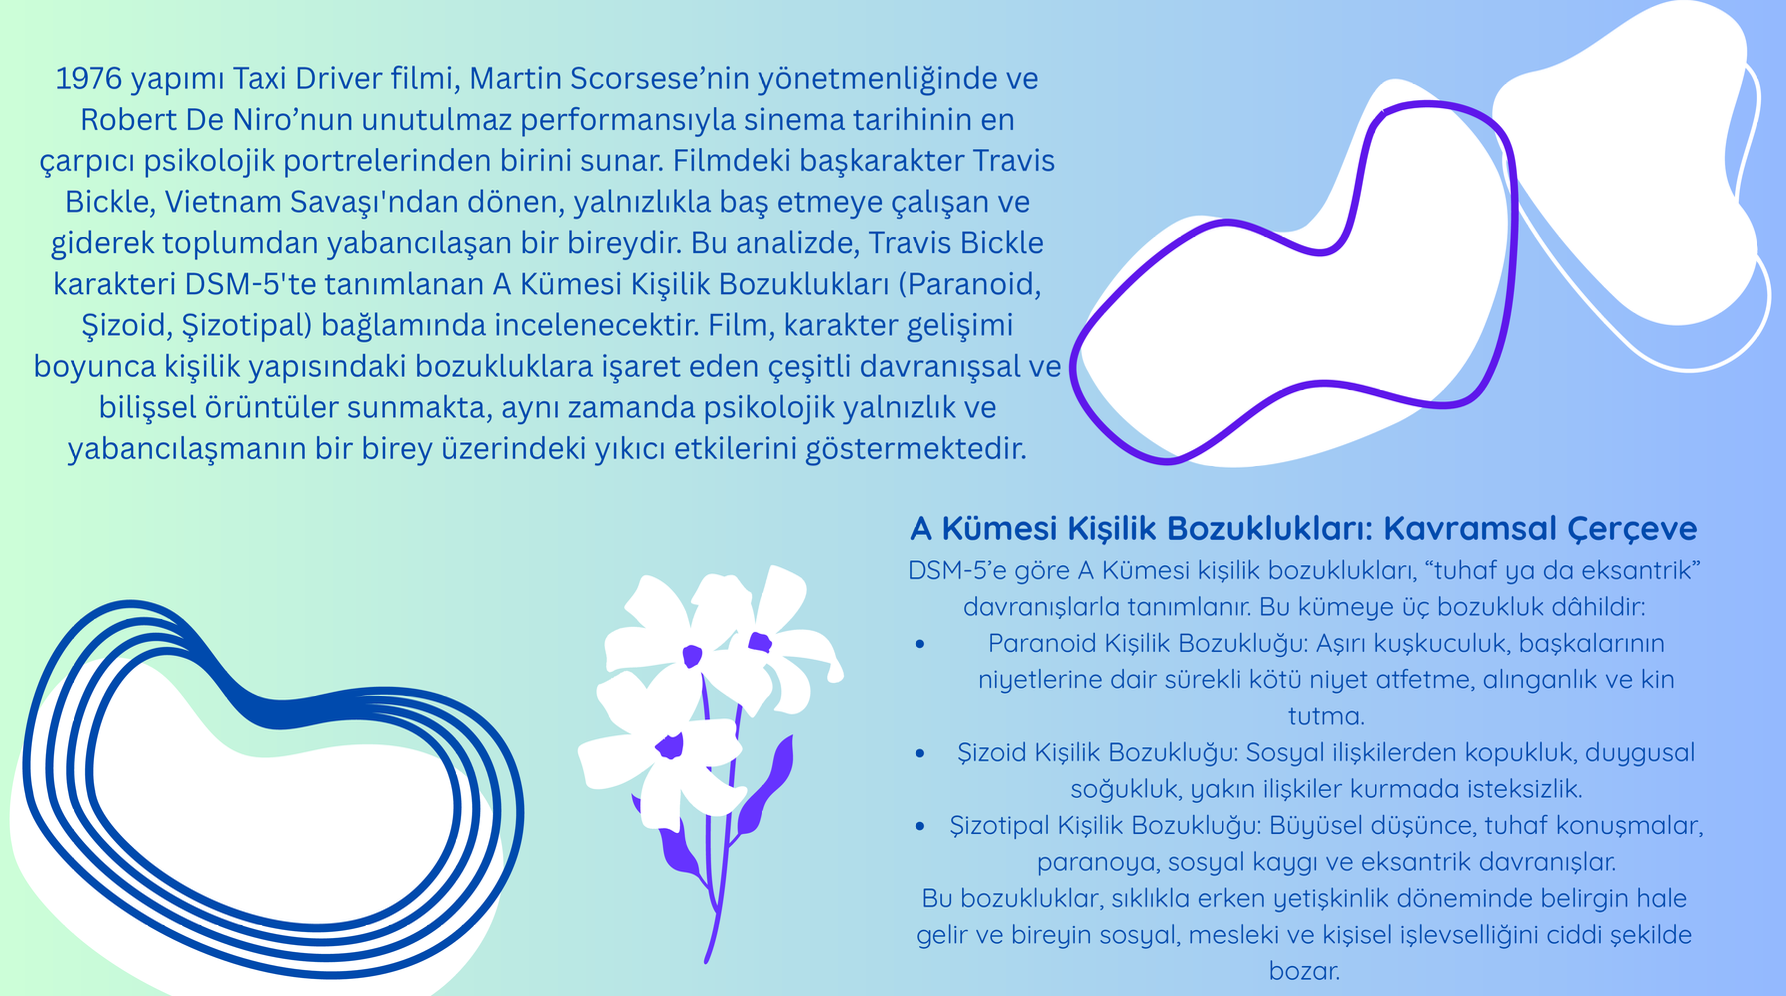 1976 yapımı Taxi Driver filmi, Martin Scorsese’nin yönetmenliğinde ve
Robert De Niro’nun unutulmaz performansıyla sinema tarihinin en
çarpıcı psikolojik portrelerinden birini sunar. Filmdeki başkarakter Travis
Bickle, Vietnam Savaşı'ndan dönen, yalnızlıkla baş etmeye çalışan ve
giderek toplumdan yabancılaşan bir bireydir. Bu analizde, Travis Bickle
karakteri DSM-5'te tanımlanan A Kümesi Kişilik Bozuklukları (Paranoid,
Şizoid, Şizotipal) bağlamında incelenecektir. Film, karakter gelişimi
boyunca kişilik yapısındaki bozukluklara işaret eden çeşitli davranışsal ve
bilişsel örüntüler sunmakta, aynı zamanda psikolojik yalnızlık ve
yabancılaşmanın bir birey üzerindeki yıkıcı etkilerini göstermektedir.
A Kümesi Kişilik Bozuklukları: Kavramsal Çerçeve
DSM-5’e göre A Kümesi kişilik bozuklukları, “tuhaf ya da eksantrik”
davranışlarla tanımlanır. Bu kümeye üç bozukluk dâhildir:
• Paranoid Kişilik Bozukluğu: Aşırı kuşkuculuk, başkalarının
niyetlerine dair sürekli kötü niyet atfetme, alınganlık ve kin
tutma.
• Şizoid Kişilik Bozukluğu: Sosyal ilişkilerden kopukluk, duygusal
soğukluk, yakın ilişkiler kurmada isteksizlik.
• Şizotipal Kişilik Bozukluğu: Büyüsel düşünce, tuhaf konuşmalar,
paranoya, sosyal kaygı ve eksantrik davranışlar.
Bu bozukluklar, sıklıkla erken yetişkinlik döneminde belirgin hale
gelir ve bireyin sosyal, mesleki ve kişisel işlevselliğini ciddi şekilde
bozar.